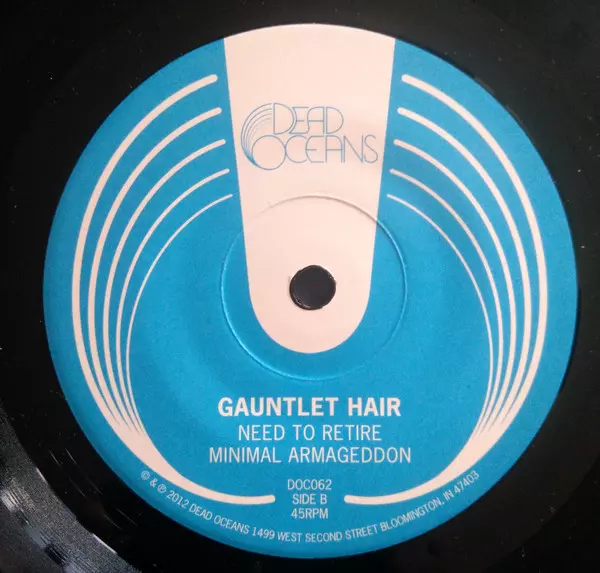 DEAD
OCEANS
GAUNTLET HAIR
NEED TO RETIRE
MINIMAL ARMAGEDDON
DOC062
SIDE B
45RPM
© & ℗ 2012 DEAD OCEANS 1499 WEST SECOND STREET BLOOMINGTON, IN 47403